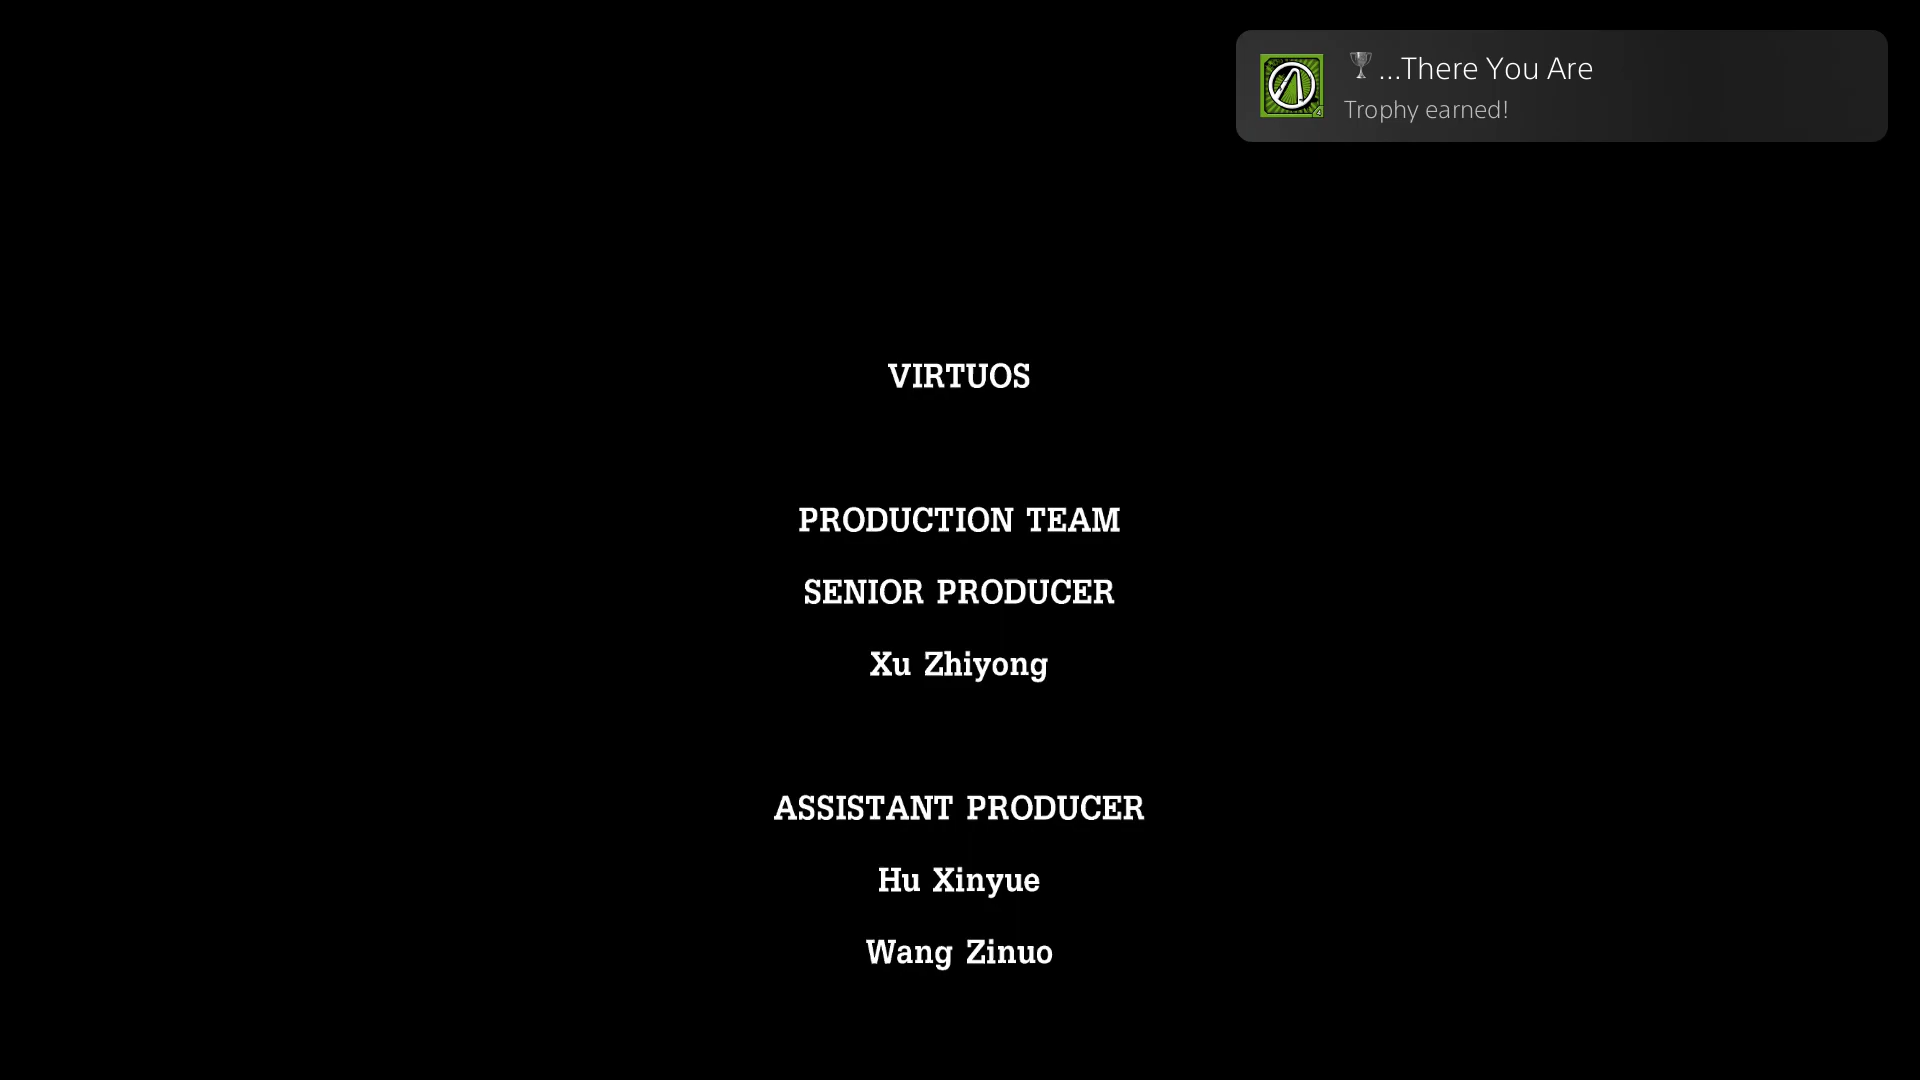 ...There You Are
Trophy earned!
VIRTUOS
PRODUCTION TEAM
SENIOR PRODUCER
Xu Zhiyong
ASSISTANT PRODUCER
Hu Xinyue
Wang Zinuo